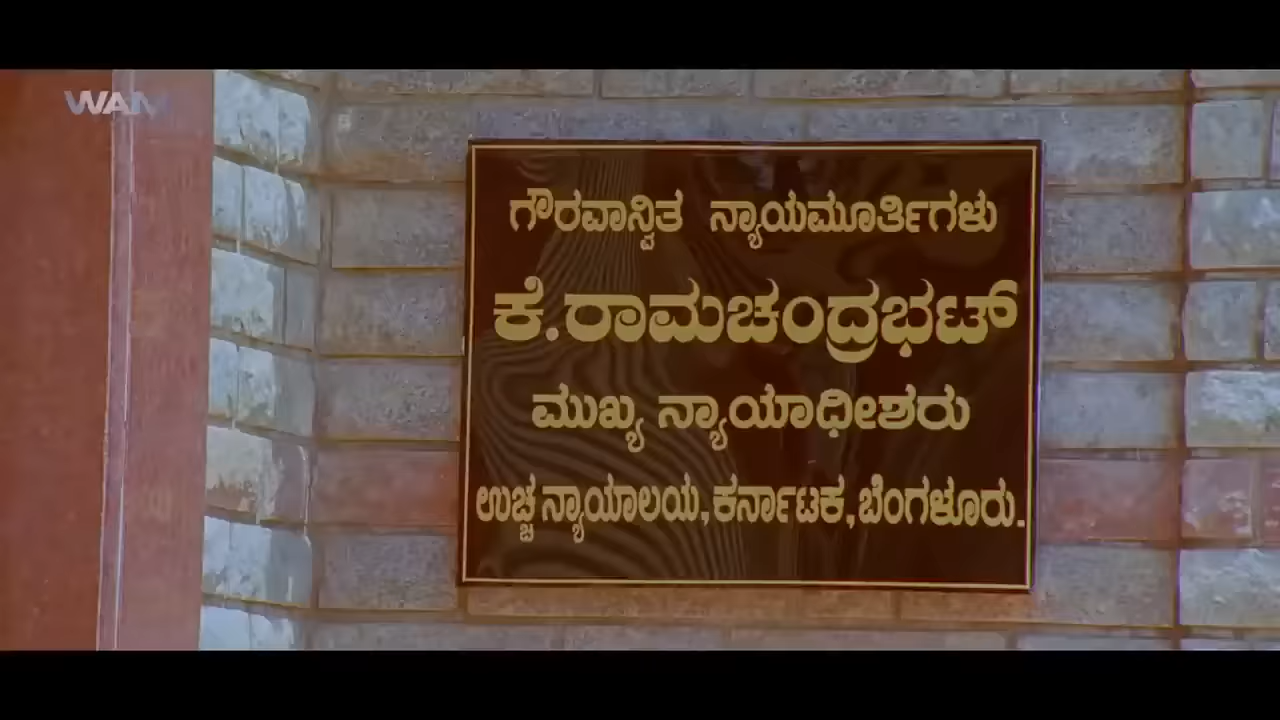 WAM
ಗೌರವಾನ್ವಿತ ನ್ಯಾಯಮೂರ್ತಿಗಳು
ಕೆ.ರಾಮಚಂದ್ರಭಟ್
ಮುಖ್ಯ ನ್ಯಾಯಾಧೀಶರು
ಉಚ್ಚ ನ್ಯಾಯಾಲಯ, ಕರ್ನಾಟಕ, ಬೆಂಗಳೂರು.